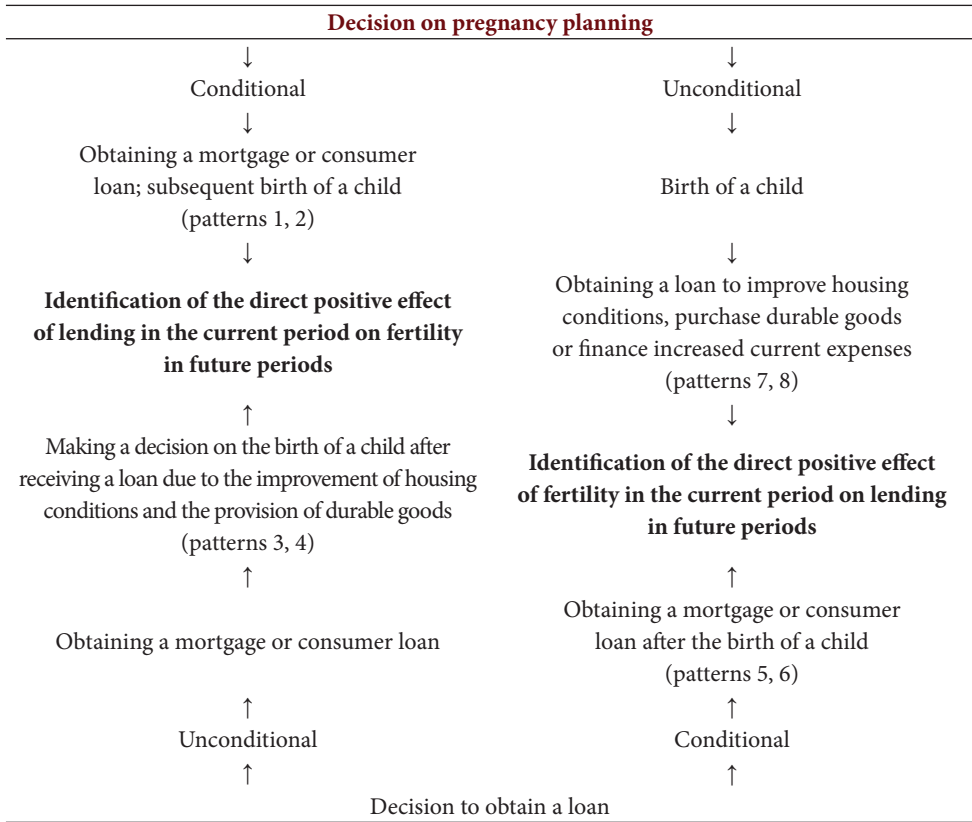 Decision on pregnancy planning
↓ ↓
Conditional Unconditional
↓ ↓
Obtaining a mortgage or consumer
loan; subsequent birth of a child
(patterns 1, 2)
Birth of a child
↓ ↓
Identification of the direct positive effect
of lending in the current period on fertility
in future periods
Obtaining a loan to improve housing
conditions, purchase durable goods
or finance increased current expenses
(patterns 7, 8)
↑ ↓
Making a decision on the birth of a child after
receiving a loan due to the improvement of housing
conditions and the provision of durable goods
(patterns 3, 4)
Identification of the direct positive effect
of fertility in the current period on lending
in future periods
↑ ↑
Obtaining a mortgage or consumer loan
Obtaining a mortgage or consumer
loan after the birth of a child
(patterns 5, 6)
↑ ↑
Unconditional Conditional
↑ ↑
Decision to obtain a loan